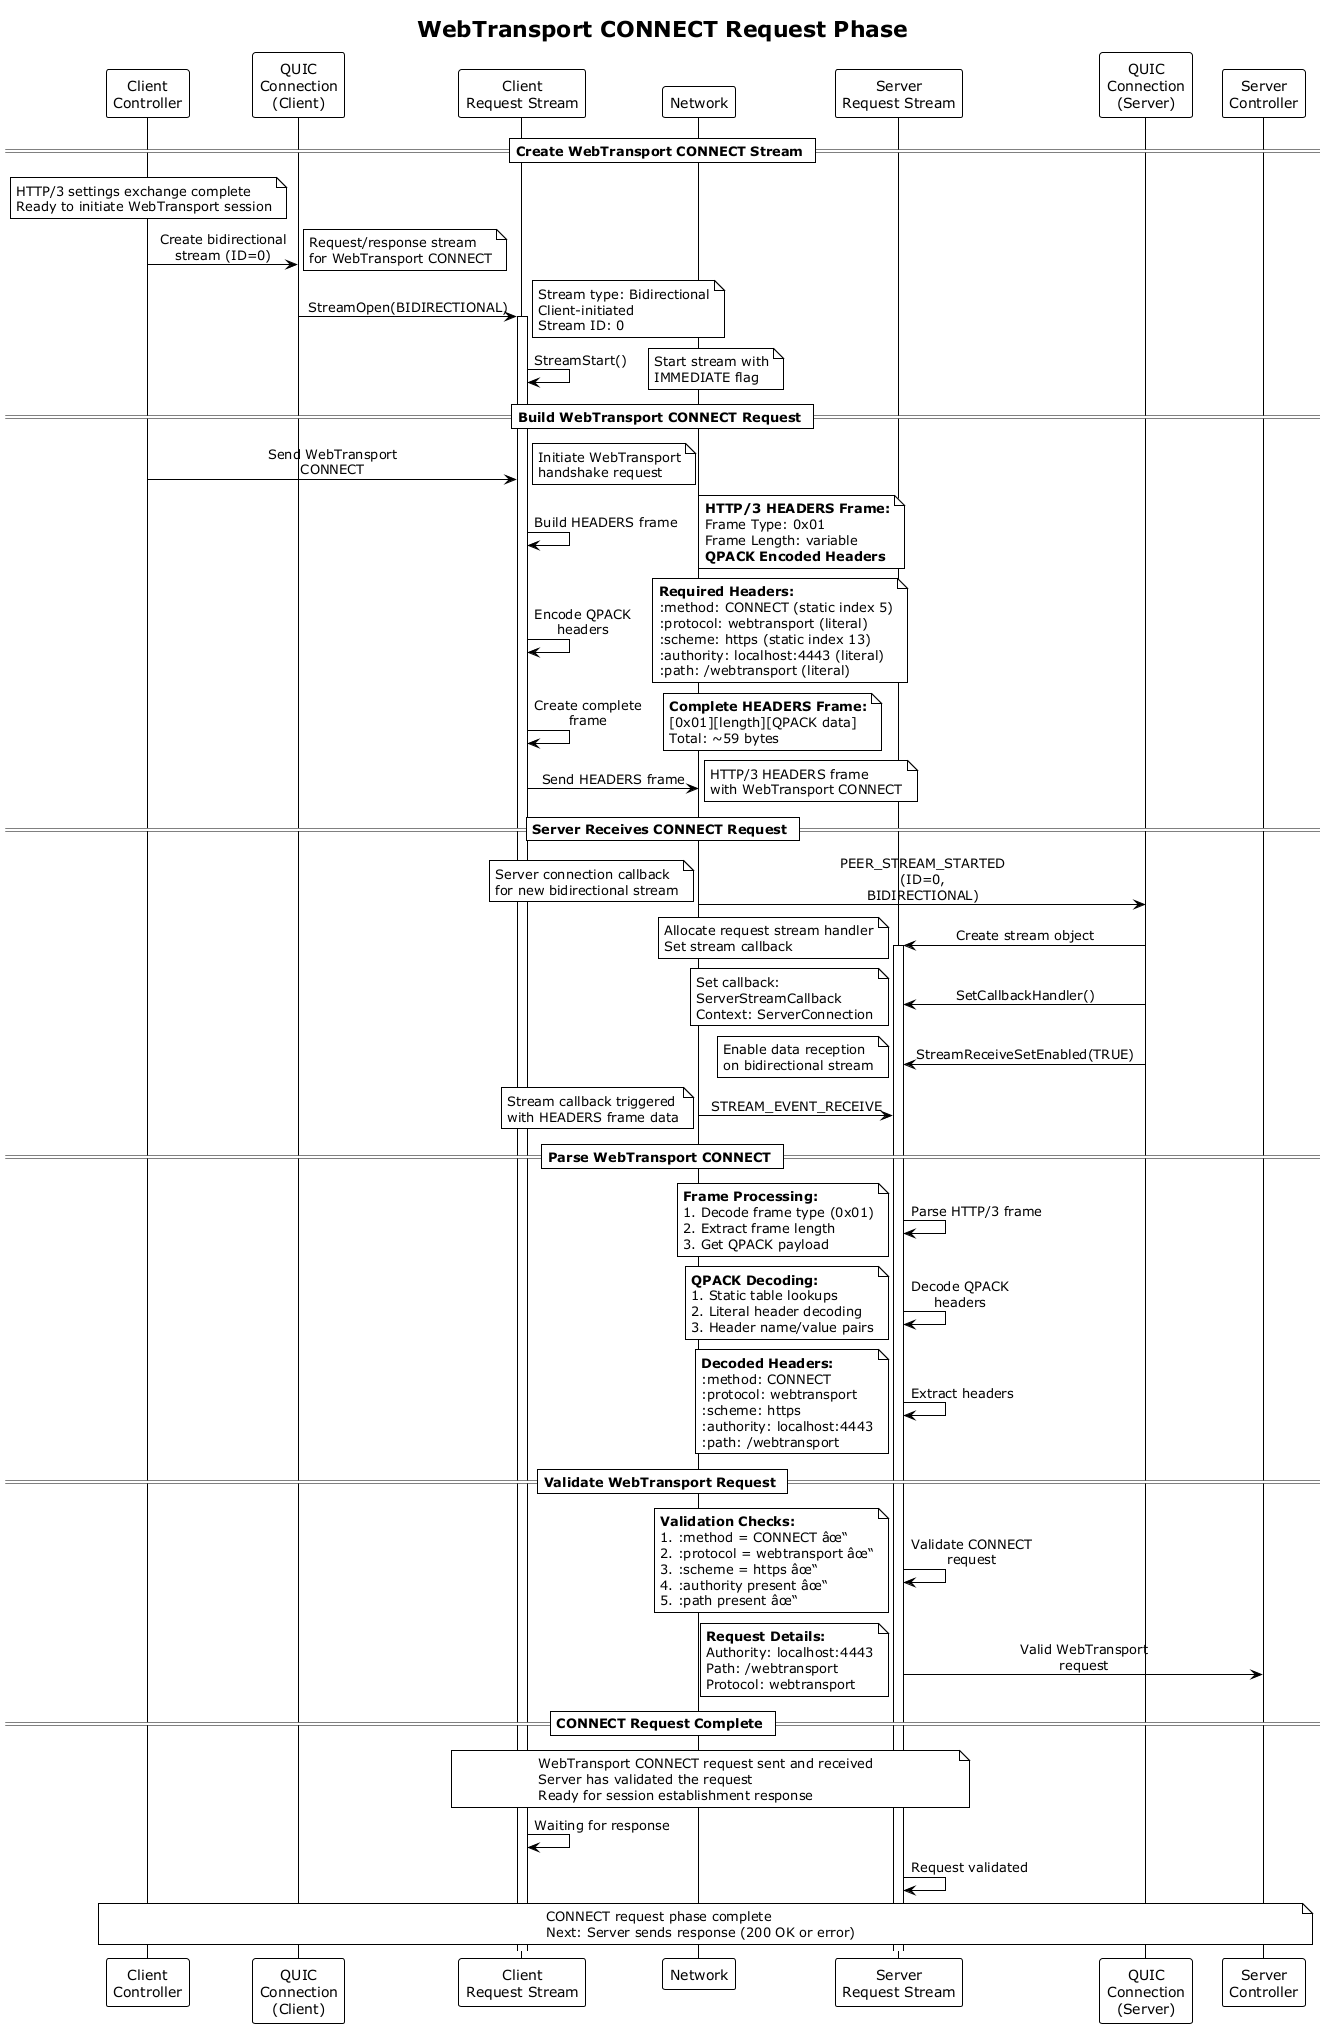 WebTransport CONNECT Request Phase
Client
Controller
QUIC
Connection
(Client)
Client
Request Stream
Network
Server
Request Stream
QUIC
Connection
(Server)
Server
Controller
Create WebTransport CONNECT Stream
HTTP/3 settings exchange complete
Ready to initiate WebTransport session
Create bidirectional
stream (ID=0)
Request/response stream
for WebTransport CONNECT
StreamOpen(BIDIRECTIONAL)
Stream type: Bidirectional
Client-initiated
Stream ID: 0
StreamStart()
Start stream with
IMMEDIATE flag
Build WebTransport CONNECT Request
Send WebTransport
CONNECT
Initiate WebTransport
handshake request
Build HEADERS frame
HTTP/3 HEADERS Frame:
Frame Type: 0x01
Frame Length: variable
QPACK Encoded Headers
Encode QPACK
headers
Required Headers:
:method: CONNECT (static index 5)
:protocol: webtransport (literal)
:scheme: https (static index 13)
:authority: localhost:4443 (literal)
:path: /webtransport (literal)
Create complete
frame
Complete HEADERS Frame:
[0x01][length][QPACK data]
Total: ~59 bytes
Send HEADERS frame
HTTP/3 HEADERS frame
with WebTransport CONNECT
Server Receives CONNECT Request
Server connection callback
for new bidirectional stream
PEER_STREAM_STARTED
(ID=0,
BIDIRECTIONAL)
Allocate request stream handler
Set stream callback
Create stream object
Set callback:
ServerStreamCallback
Context: ServerConnection
SetCallbackHandler()
Enable data reception
on bidirectional stream
StreamReceiveSetEnabled(TRUE)
Stream callback triggered
with HEADERS frame data
STREAM_EVENT_RECEIVE
Parse WebTransport CONNECT
Frame Processing:
1. Decode frame type (0x01)
2. Extract frame length
3. Get QPACK payload
Parse HTTP/3 frame
QPACK Decoding:
1. Static table lookups
2. Literal header decoding
3. Header name/value pairs
Decode QPACK
headers
Decoded Headers:
:method: CONNECT
:protocol: webtransport
:scheme: https
:authority: localhost:4443
:path: /webtransport
Extract headers
Validate WebTransport Request
Validation Checks:
1. :method = CONNECT âœ“
2. :protocol = webtransport âœ“
3. :scheme = https âœ“
4. :authority present âœ“
5. :path present âœ“
Validate CONNECT
request
Request Details:
Authority: localhost:4443
Path: /webtransport
Protocol: webtransport
Valid WebTransport
request
CONNECT Request Complete
WebTransport CONNECT request sent and received
Server has validated the request
Ready for session establishment response
Waiting for response
Request validated
CONNECT request phase complete
Next: Server sends response (200 OK or error)
Client
Controller
QUIC
Connection
(Client)
Client
Request Stream
Network
Server
Request Stream
QUIC
Connection
(Server)
Server
Controller